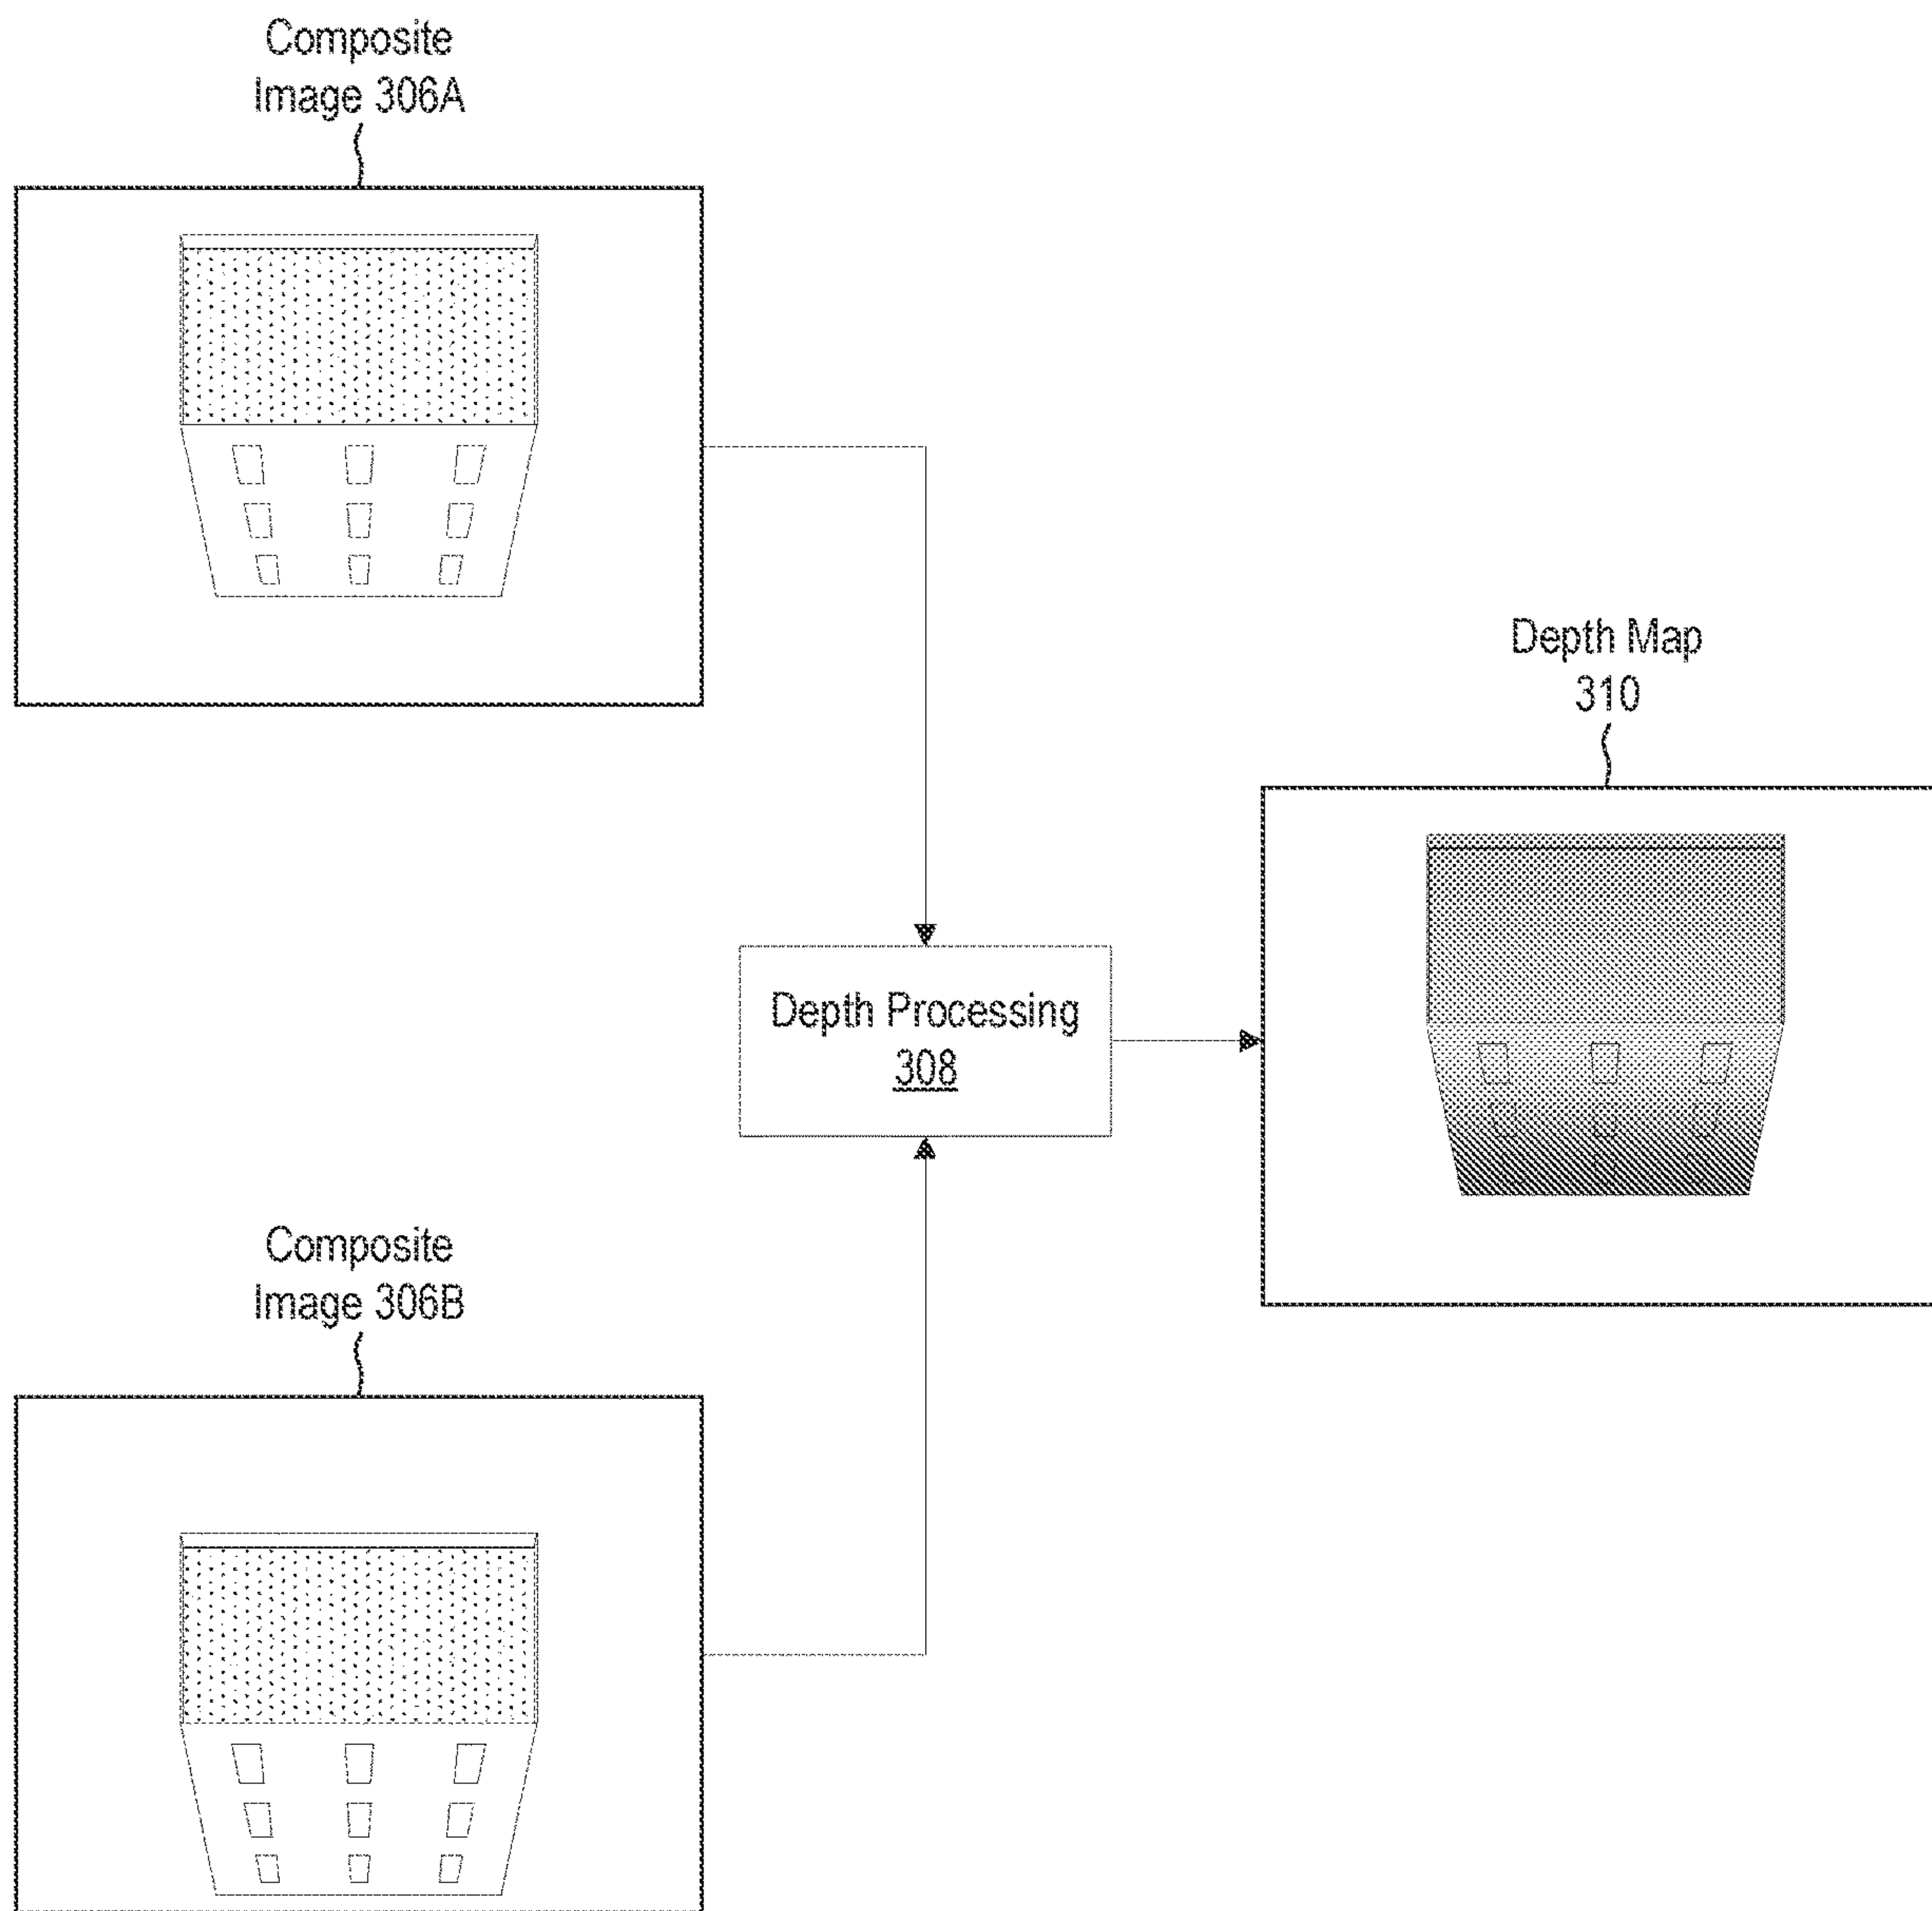 Composite
Image 306A
Depth Map
310
Depth Processing
308
Composite
Image 306B